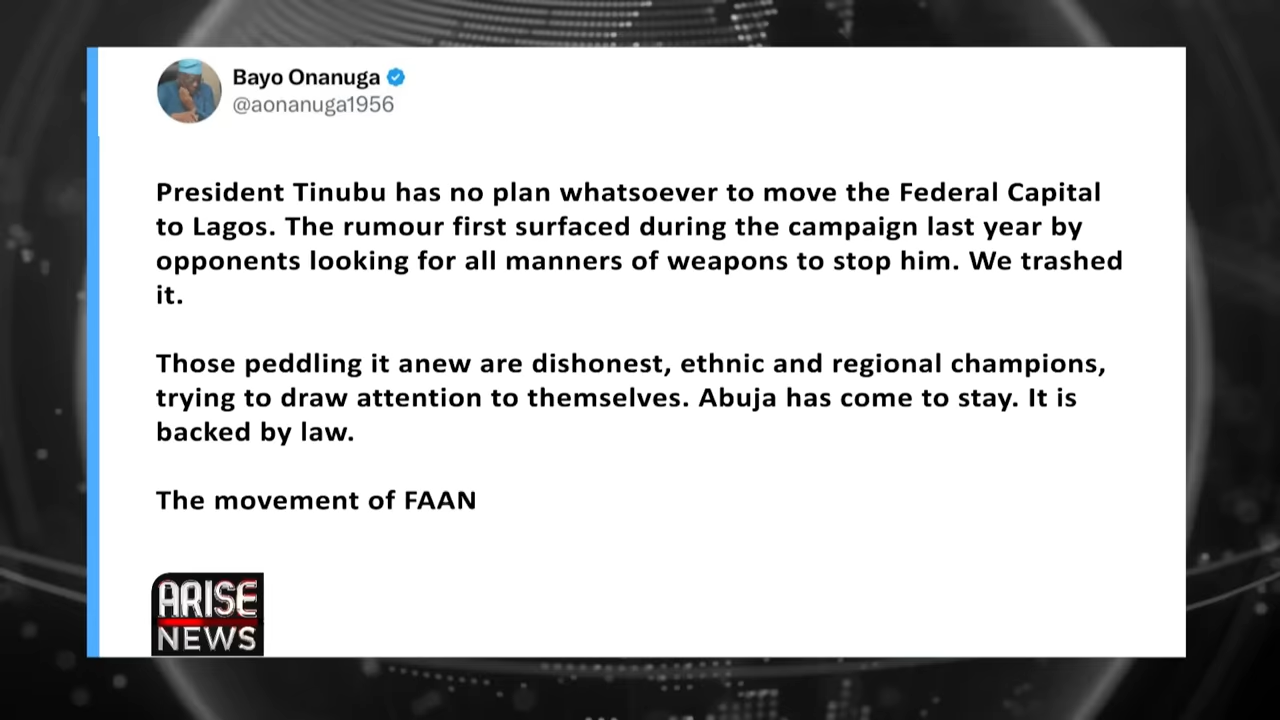 Bayo Onanuga
@aonanuga1956
President Tinubu has no plan whatsoever to move the Federal Capital
to Lagos. The rumour first surfaced during the campaign last year by
opponents looking for all manners of weapons to stop him. We trashed
it.
Those peddling it anew are dishonest, ethnic and regional champions,
trying to draw attention to themselves. Abuja has come to stay. It is
backed by law.
The movement of FAAN
ARISE
NEWS